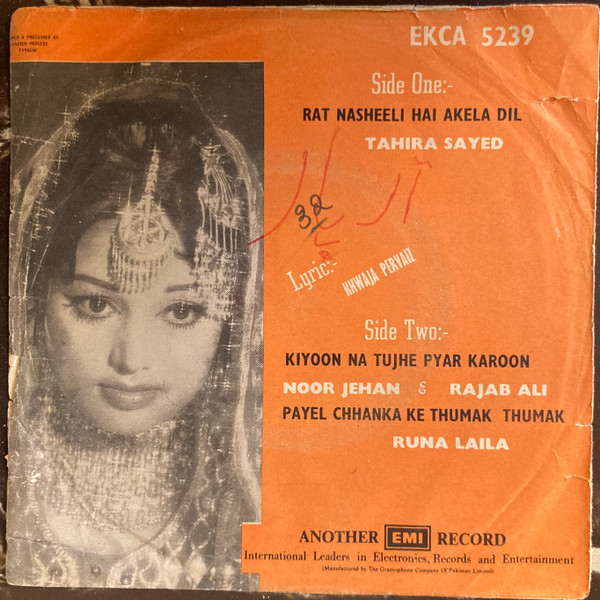 EKCA 5239
Side One:-
RAT NASHEELI HAI AKELA DIL
TAHIRA SAYED
32
Lyric:-
KHWAJA PERVAIZ
Side Two:-
KIYOON NA TUJHE PYAR KAROON
NOOR JEHAN & RAJAB ALI
PAYEL CHHANKA KE THUMAK THUMAK
RUNA LAILA
ANOTHER EMI RECORD
International Leaders in Electronics, Records and Entertainment
(Manufactured by The Gramophone Company Of Pakistan Limited)